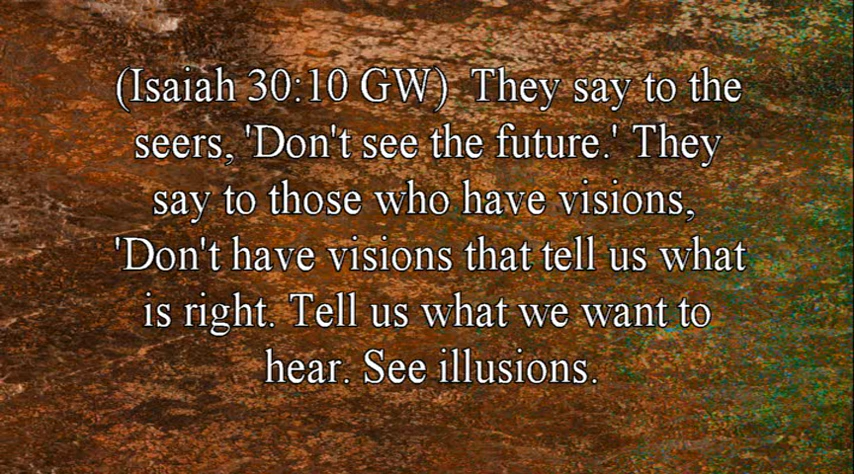 (Isaiah 30:10 GW)  They say to the
seers, 'Don't see the future.' They
say to those who have visions,
'Don't have visions that tell us what
is right. Tell us what we want to
hear. See illusions.